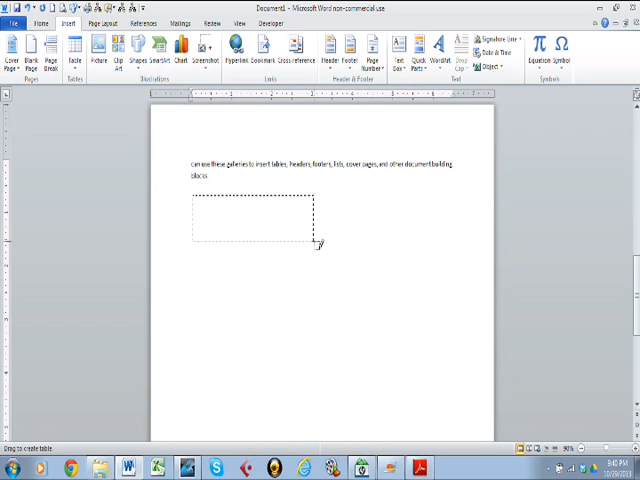 Document1 - Microsoft Word non-commercial use
File Home Insert Page Layout References Mailings Review View Developer
Cover Page Blank Page Page Break Table Picture Clip Art Shapes SmartArt Chart Screenshot Hyperlink Bookmark Cross-reference Header Footer Page Number Text Box Quick Parts WordArt Drop Cap Signature Line Date & Time Object Equation Symbol
Pages Tables Illustrations Links Header & Footer Text Symbols
can use these galleries to insert tables, headers, footers, lists, cover pages, and other document building
blocks
Drag to create table.
90%
9:40 PM
10/29/2013